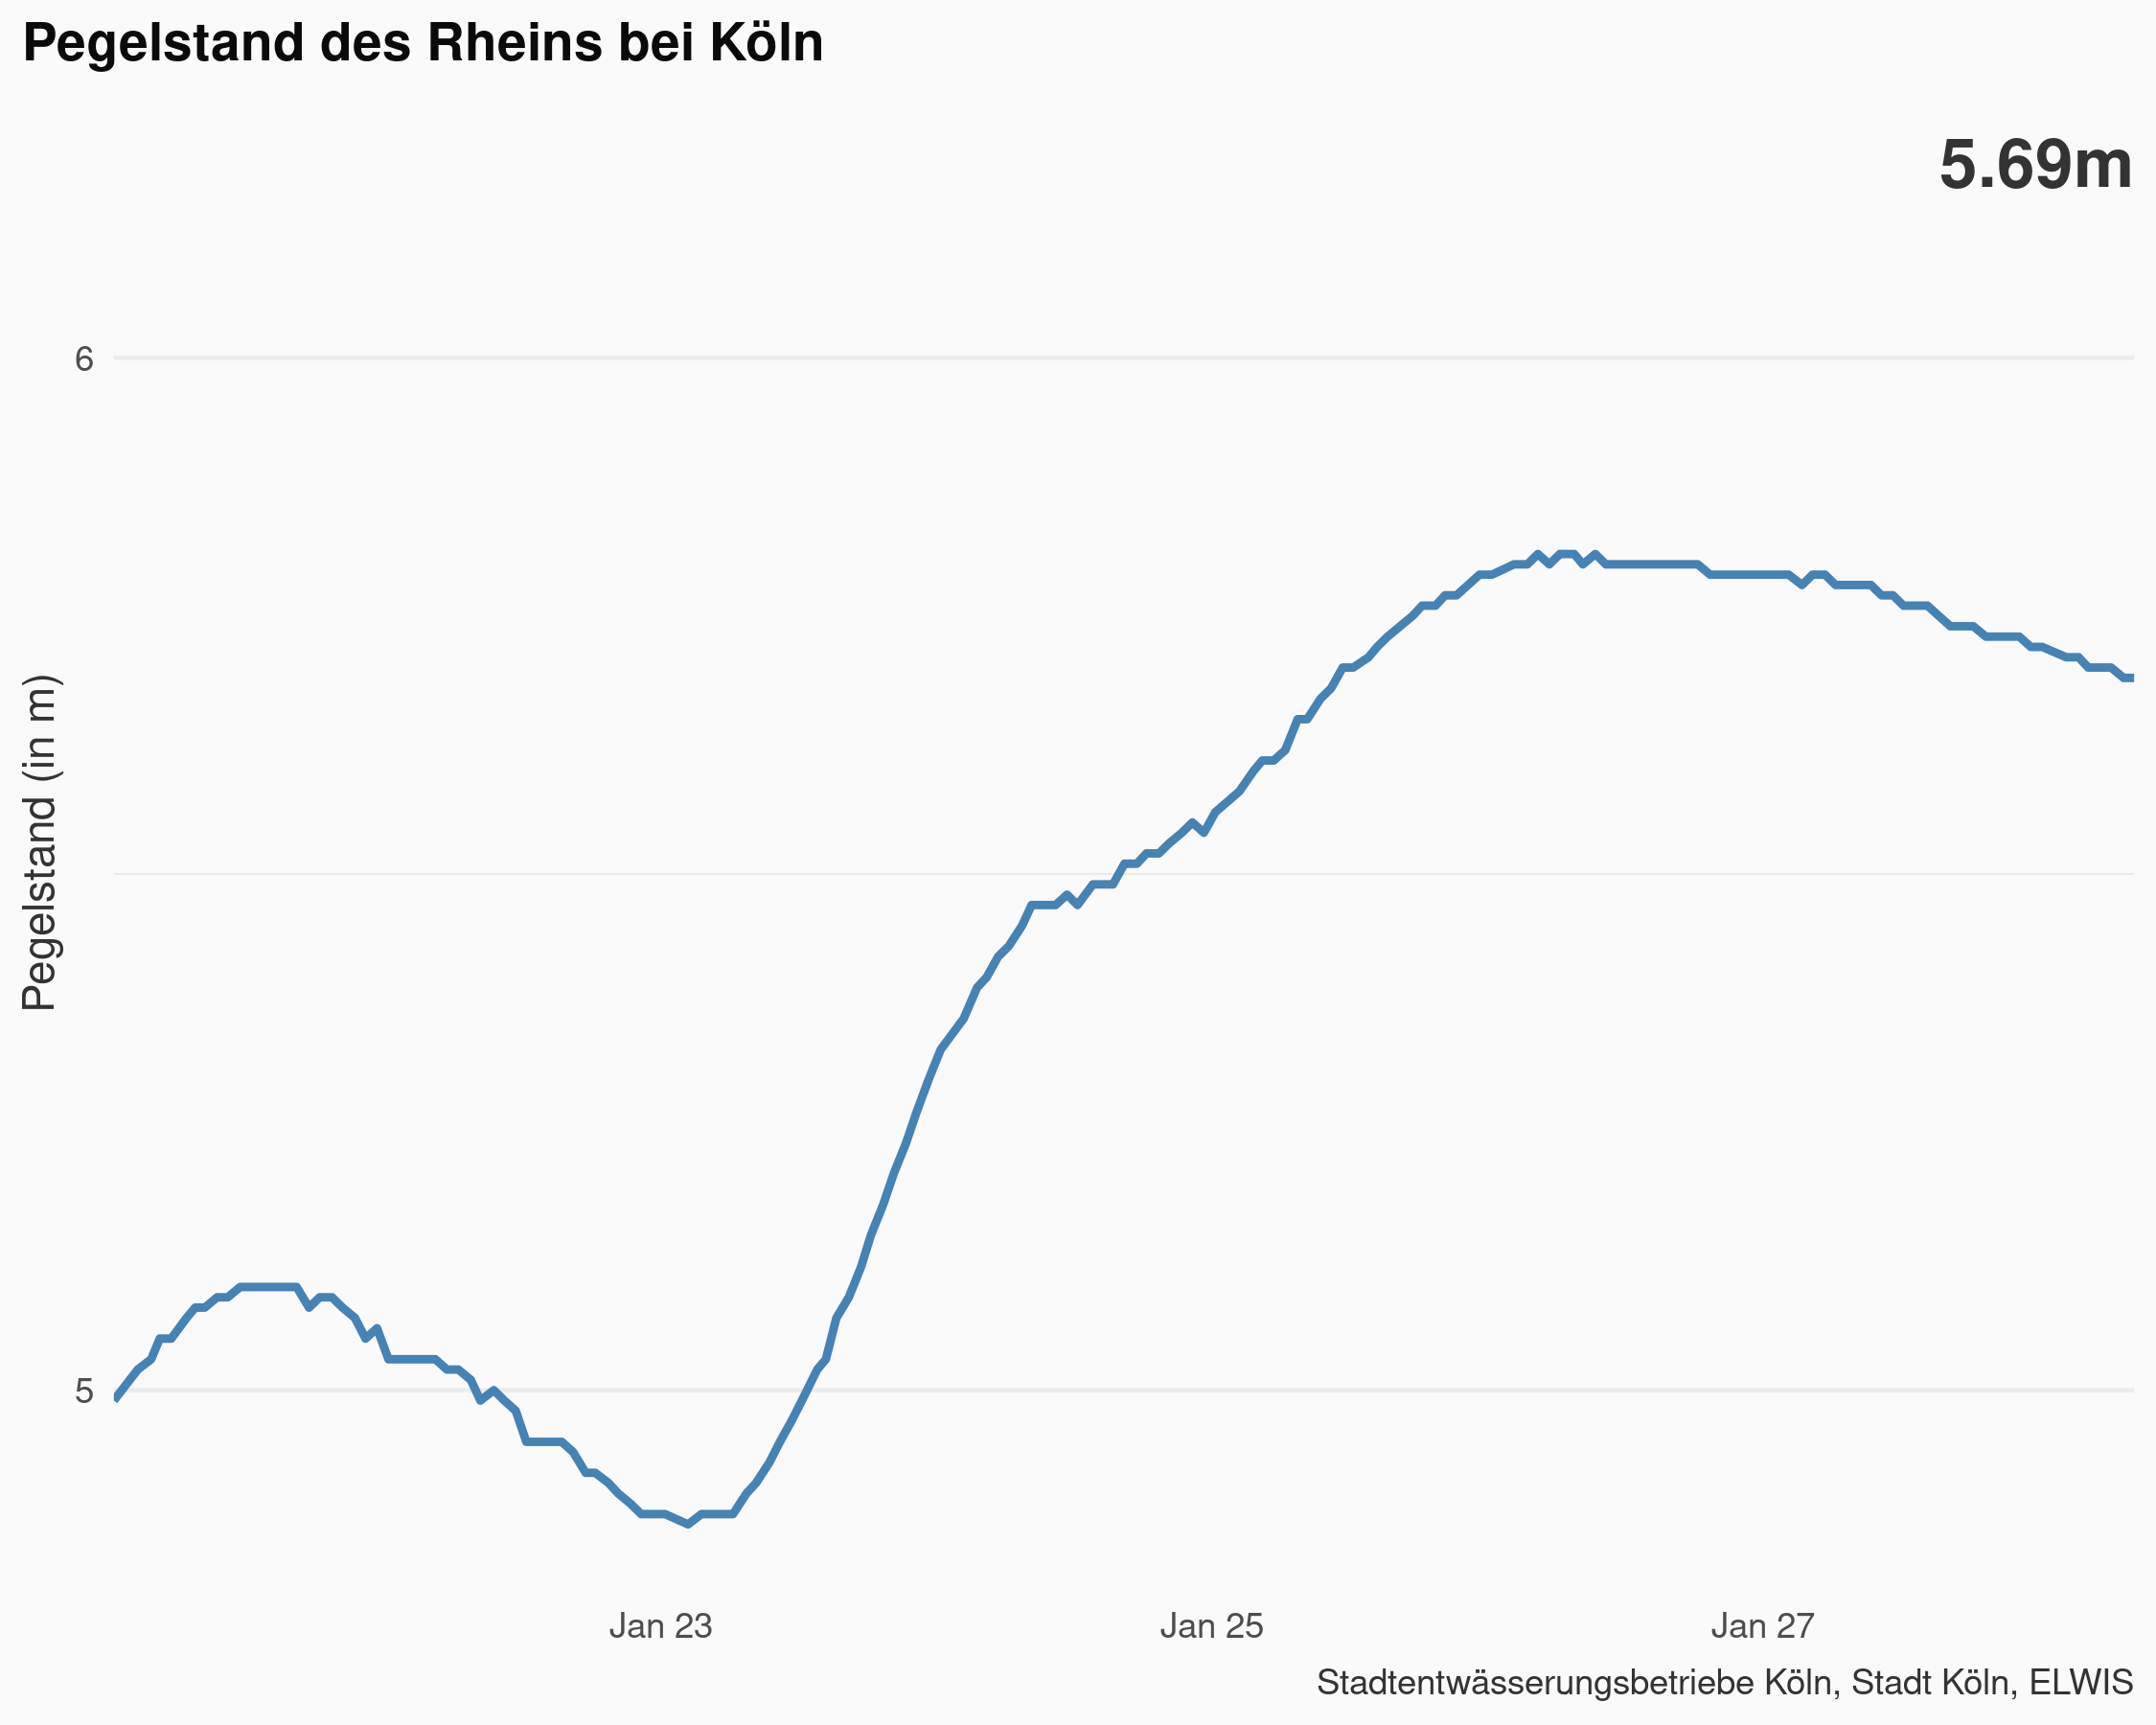 Pegelstand des Rheins bei Köln
5.69m
6
Pegelstand (in m)
5
Jan 23
Jan 25
Jan 27
Stadtentwässerungsbetriebe Köln, Stadt Köln, ELWIS